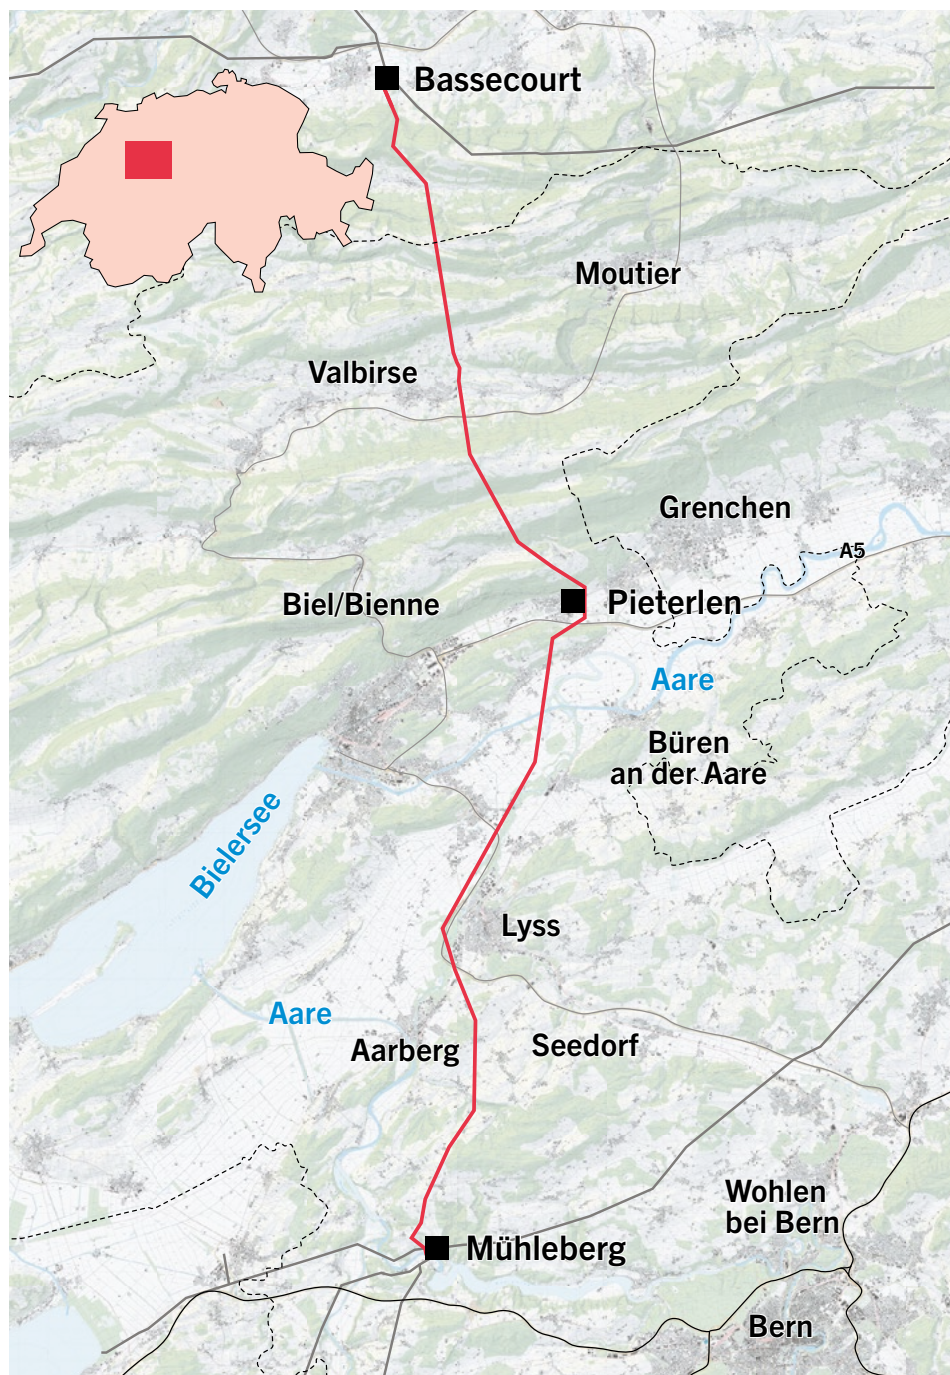 Bassecourt
Moutier
Valbirse
Grenchen
A5
Biel/Bienne
Pieterlen
Aare
Büren
an der Aare
Bielersee
Lyss
Aare
Aarberg
Seedorf
Wohlen
bei Bern
Mühleberg
Bern